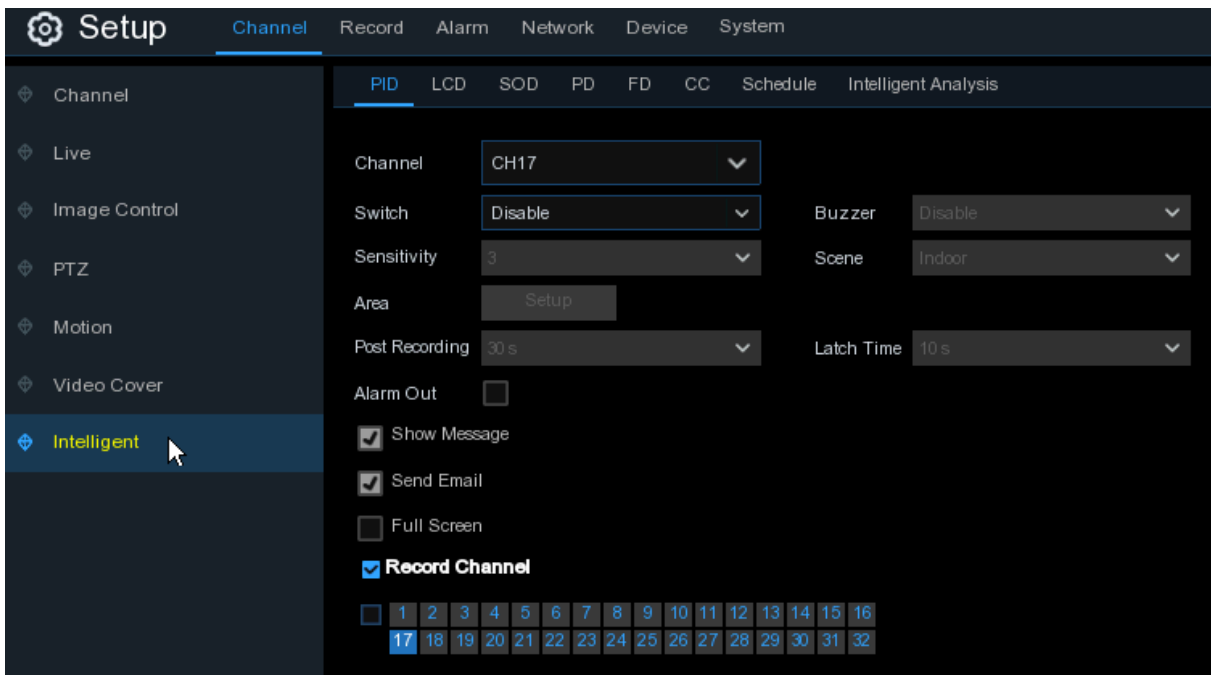 Setup Channel Record Alarm Network Device System
PID LCD SOD PD FD CC Schedule Intelligent Analysis
Channel
Live
Image Control
PTZ
Motion
Video Cover
Intelligent
Channel CH17
Switch Disable Buzzer Disable
Sensitivity 3 Scene Indoor
Area Setup
Post Recording 30 s Latch Time 10 s
Alarm Out
Show Message
Send Email
Full Screen
Record Channel
1 2 3 4 5 6 7 8 9 10 11 12 13 14 15 16
17 18 19 20 21 22 23 24 25 26 27 28 29 30 31 32